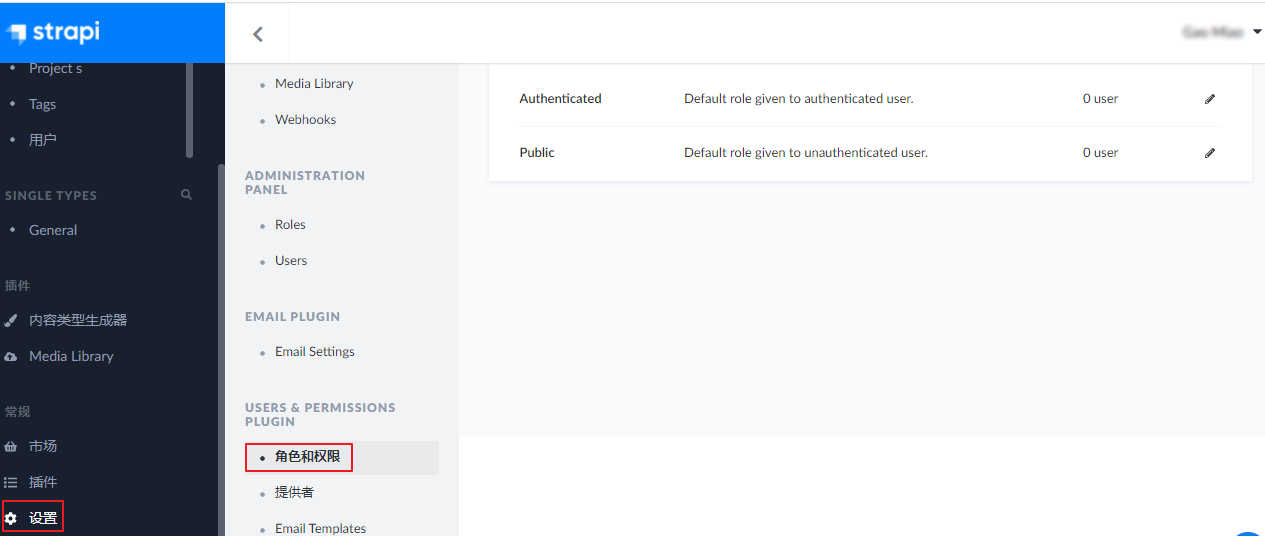 strapi
Project s
Tags
用户
SINGLE TYPES
General
插件
内容类型生成器
Media Library
常规
市场
插件
设置
Media Library
Webhooks
ADMINISTRATION
PANEL
Roles
Users
EMAIL PLUGIN
Email Settings
USERS & PERMISSIONS
PLUGIN
角色和权限
提供者
Email Templates
Authenticated Default role given to authenticated user. 0 user
Public Default role given to unauthenticated user. 0 user